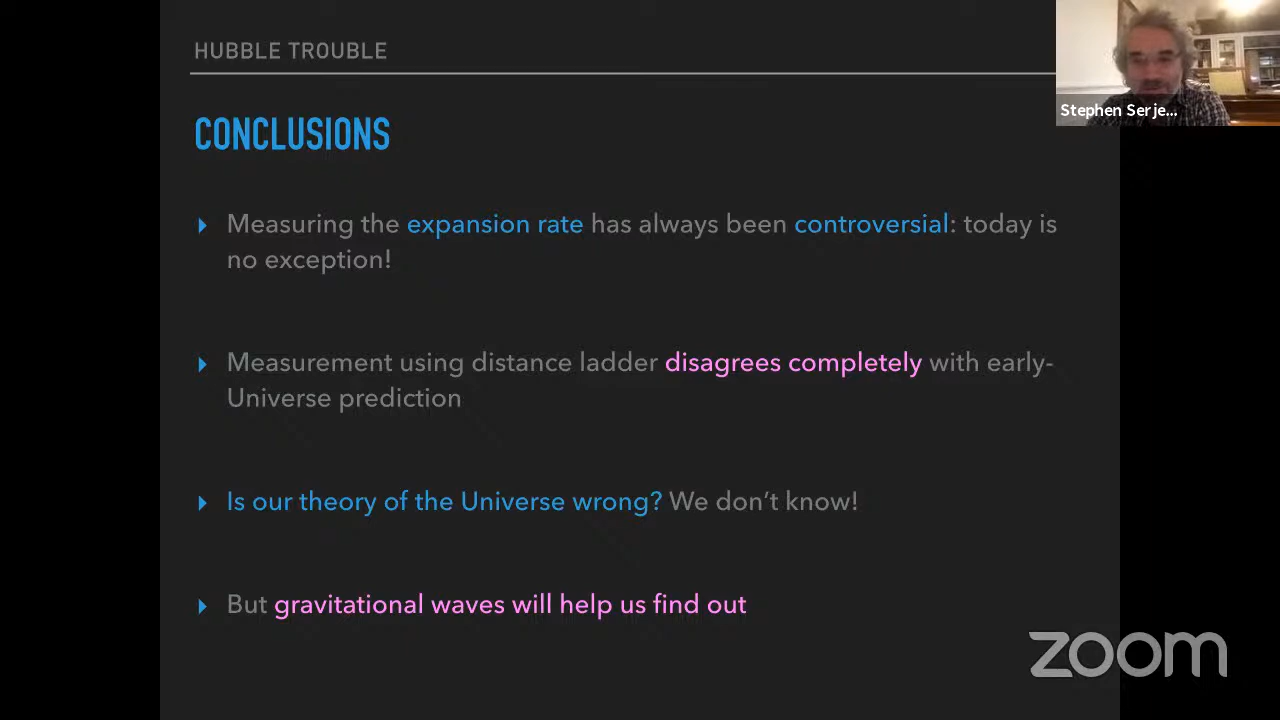 HUBBLE TROUBLE
Stephen Serje...
CONCLUSIONS
Measuring the expansion rate has always been controversial: today is
no exception!
Measurement using distance ladder disagrees completely with early-
Universe prediction
Is our theory of the Universe wrong? We don’t know!
But gravitational waves will help us find out
zoom